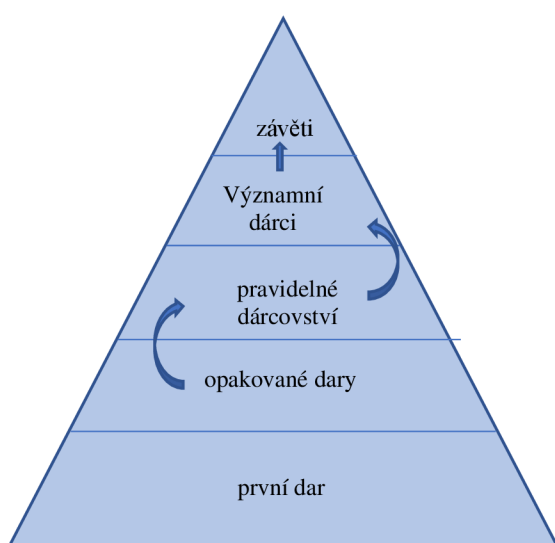 závěti
Významní
dárci
pravidelné
dárcovství
opakované dary
první dar